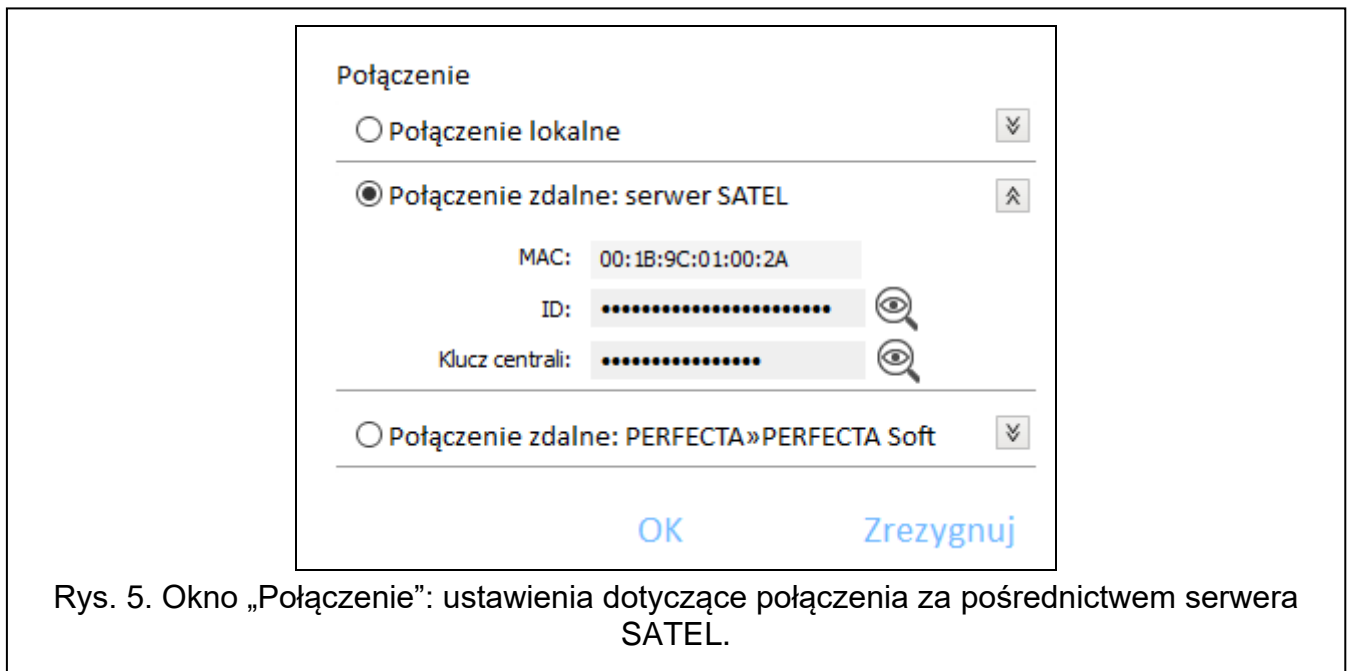 Połączenie
Połączenie lokalne
Połączenie zdalne: serwer SATEL
MAC: 00:1B:9C:01:00:2A
ID: •••••••••••••••••••••••
Klucz centrali: ••••••••••••••••
Połączenie zdalne: PERFECTA»PERFECTA Soft
OK Zrezygnuj
Rys. 5. Okno „Połączenie”: ustawienia dotyczące połączenia za pośrednictwem serwera
SATEL.